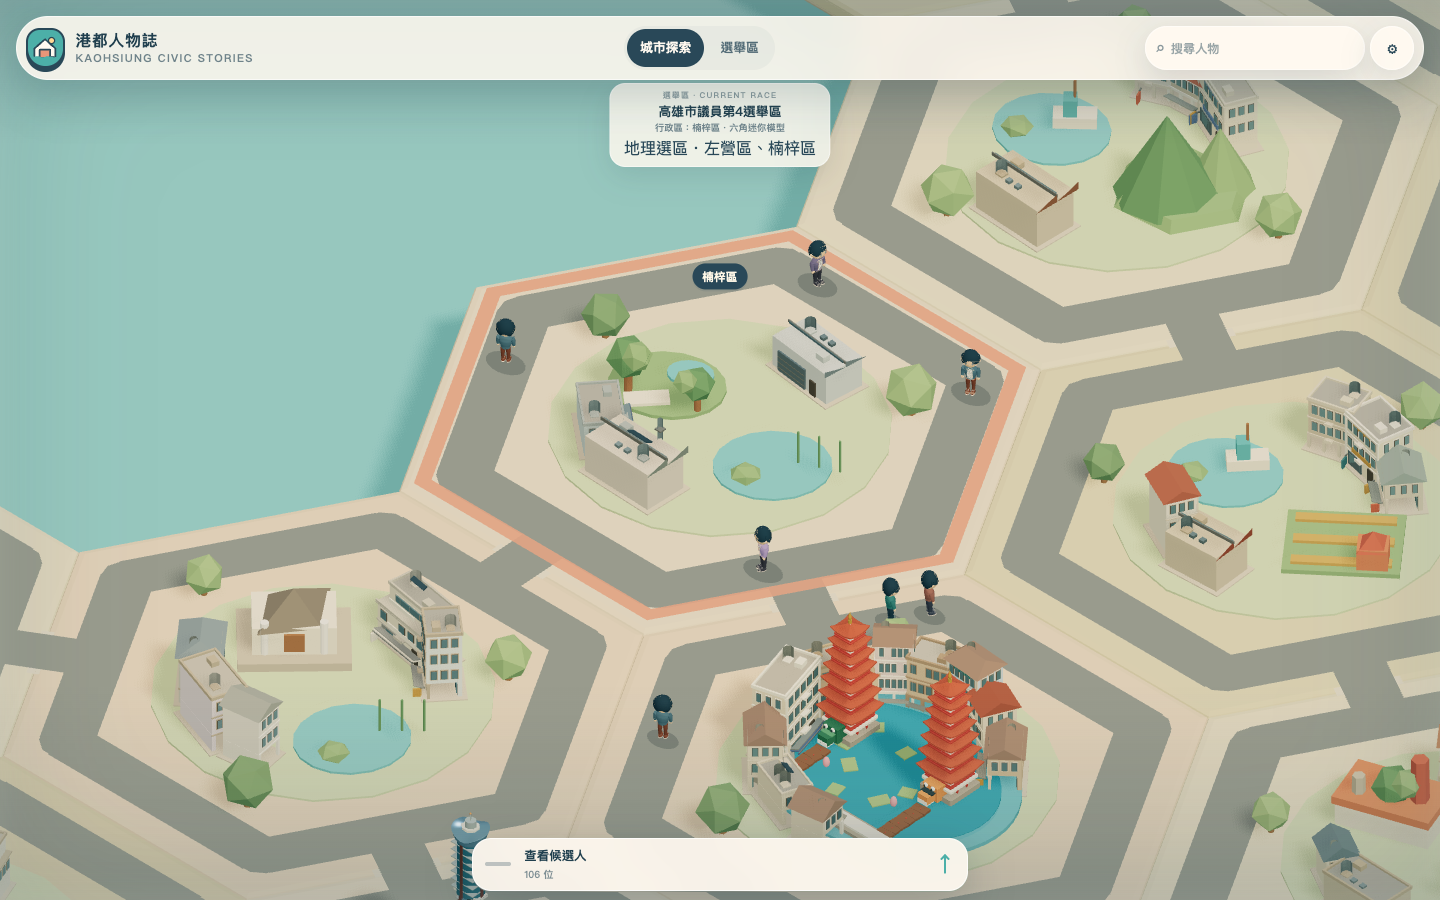 港都人物誌
KAOHSIUNG CIVIC STORIES
城市探索
選舉區
搜尋人物
選舉區 · CURRENT RACE
高雄市議員第4選舉區
行政區：楠梓區 · 六角迷你模型
地理選區 · 左營區、楠梓區
楠梓區
查看候選人
106 位